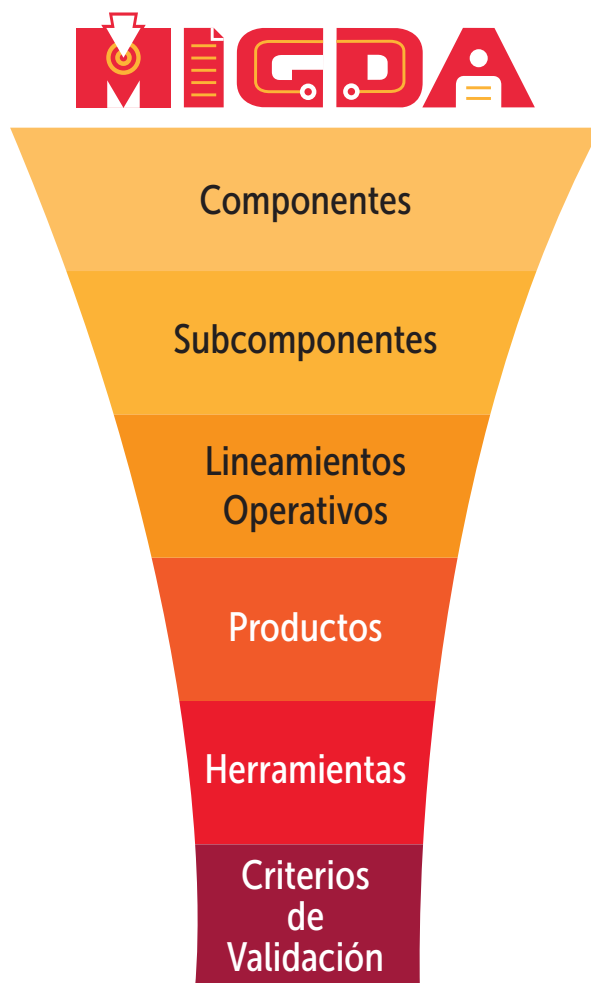 MIGDA
Componentes
Subcomponentes
Lineamientos
Operativos
Productos
Herramientas
Criterios
de
Validación